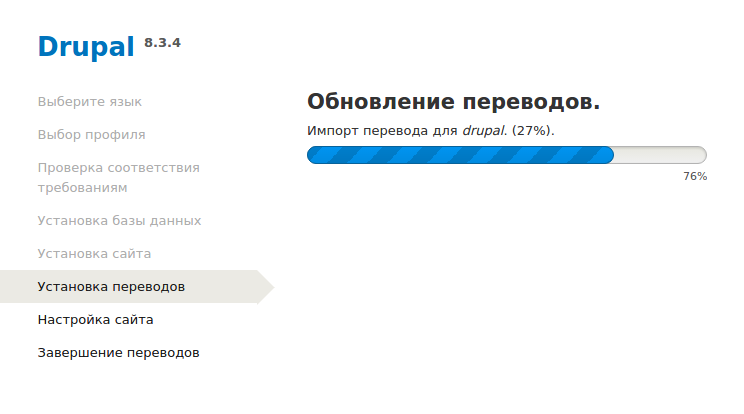 Drupal 8.3.4
Выберите язык
Выбор профиля
Проверка соответствия
требованиям
Установка базы данных
Установка сайта
Установка переводов
Настройка сайта
Завершение переводов
Обновление переводов.
Импорт перевода для drupal. (27%).
76%